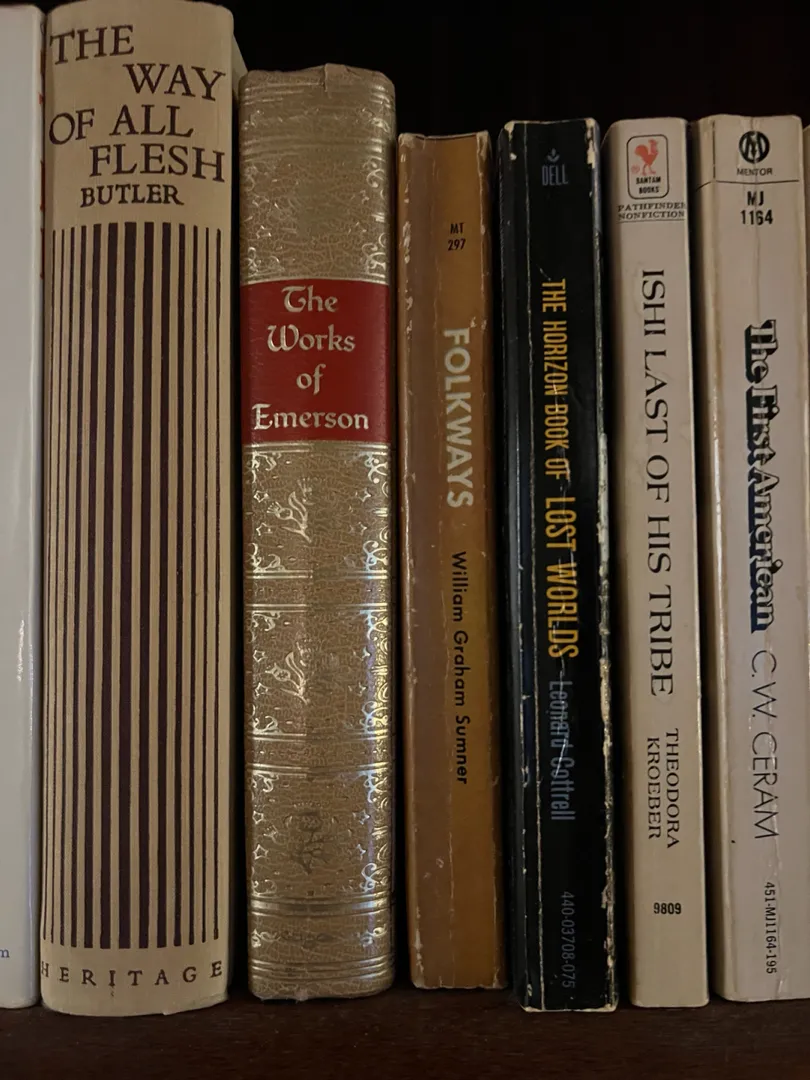 THE
WAY
OF ALL
FLESH
BUTLER
HERITAGE
The
Works
of
Emerson
MT
297
FOLKWAYS William Graham Sumner
DELL
THE HORIZON BOOK OF LOST WORLDS Leonard Cottrell
440-03708-075
BANTAM
BOOKS
PATHFINDER
NONFICTION
ISHI LAST OF HIS TRIBE
THEODORA
KROEBER
9809
M
MENTOR
MJ
1164
The First American C.W. CERAM
451-MJ1164-195